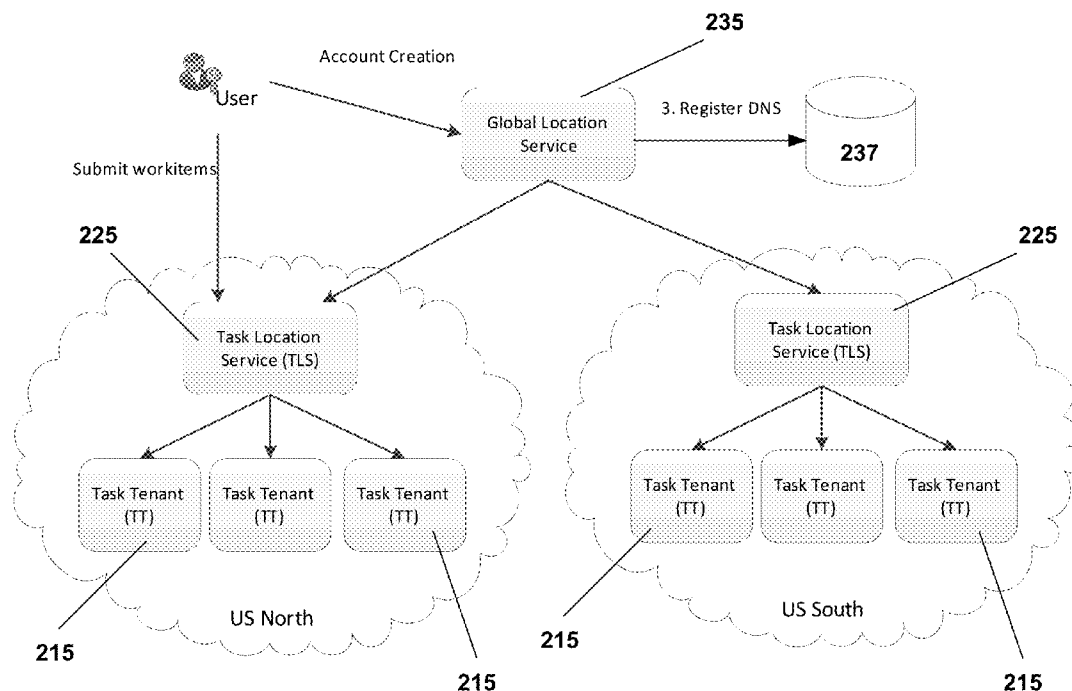 235
Account Creation
User
3. Register DNS
Global Location
Service
237
Submit workitems
225
225
Task Location
Service (TLS)
Task Location
Service (TLS)
Task Tenant
(TT)
Task Tenant
(TT)
Task Tenant
(TT)
Task Tenant
(TT)
Task Tenant
(TT)
Task Tenant
(TT)
US North
US South
215
215
215
215